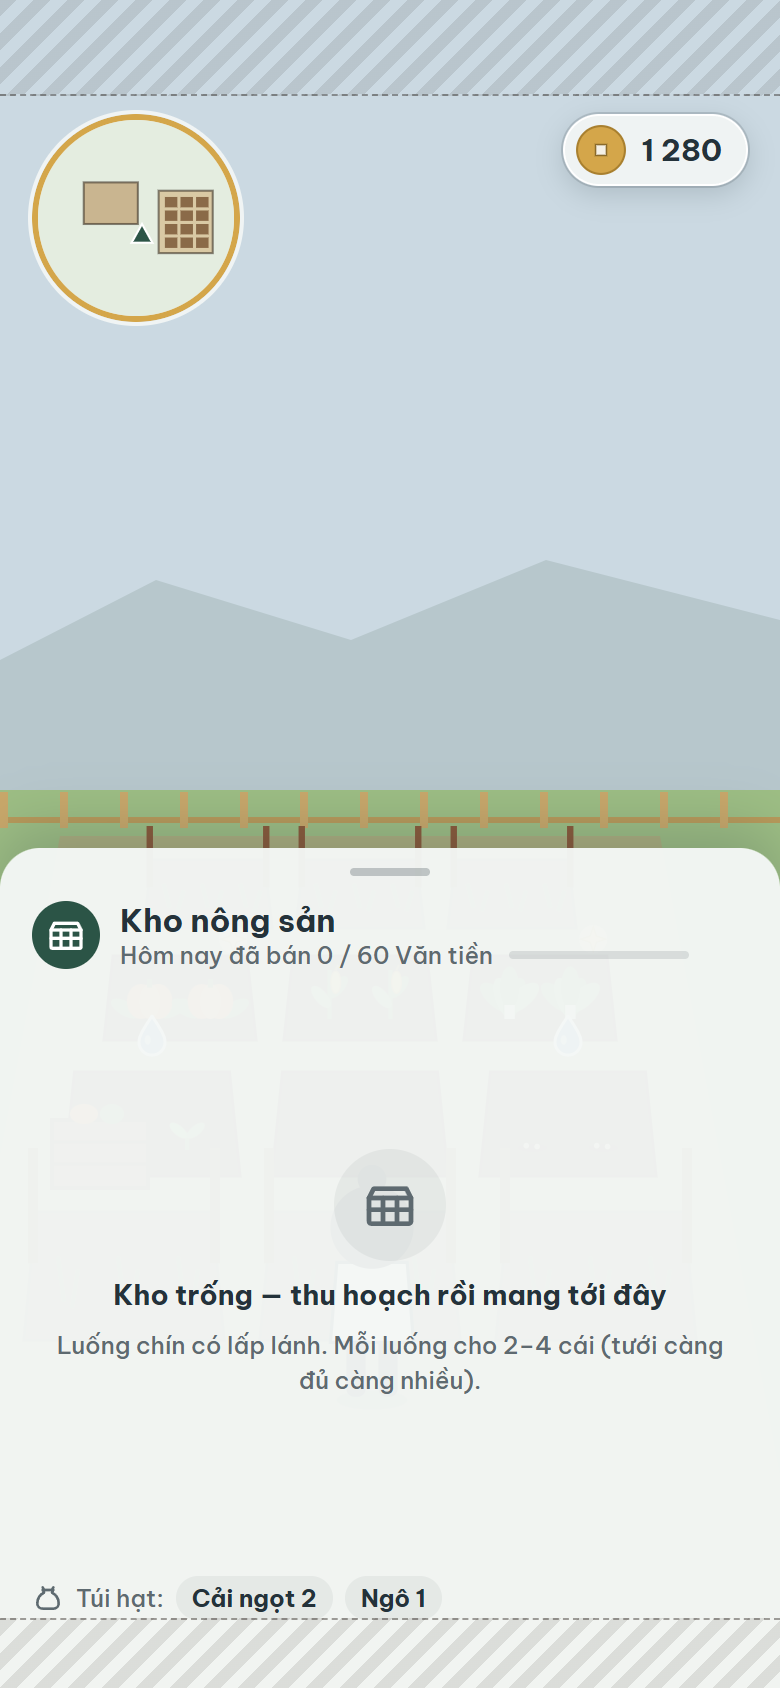 1 280
Kho nông sản
Hôm nay đã bán 0 / 60 Văn tiền
Kho trống — thu hoạch rồi mang tới đây
Luống chín có lấp lánh. Mỗi luống cho 2–4 cái (tưới càng
đủ càng nhiều).
Túi hạt: Cải ngọt 2 Ngô 1